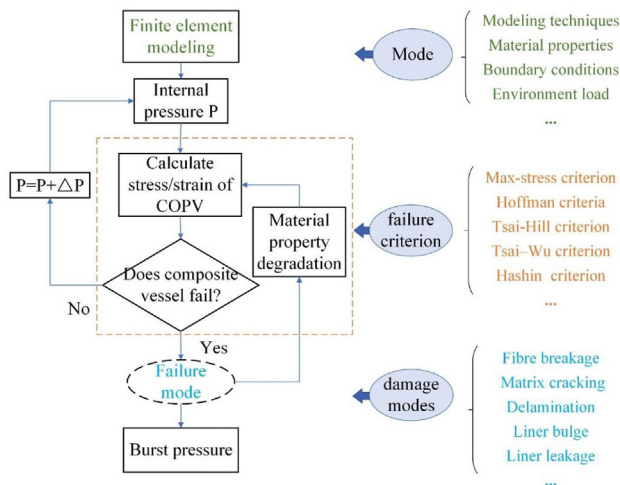 Finite element
modeling
Internal
pressure P
P=P+△P
Calculate
stress/strain of
COPV
Material
property
degradation
Does composite
vessel fail?
No
Yes
Failure
mode
Burst pressure
Mode
Modeling techniques
Material properties
Boundary conditions
Environment load
...
failure
criterion
Max-stress criterion
Hoffman criteria
Tsai-Hill criterion
Tsai–Wu criterion
Hashin criterion
...
damage
modes
Fibre breakage
Matrix cracking
Delamination
Liner bulge
Liner leakage
...